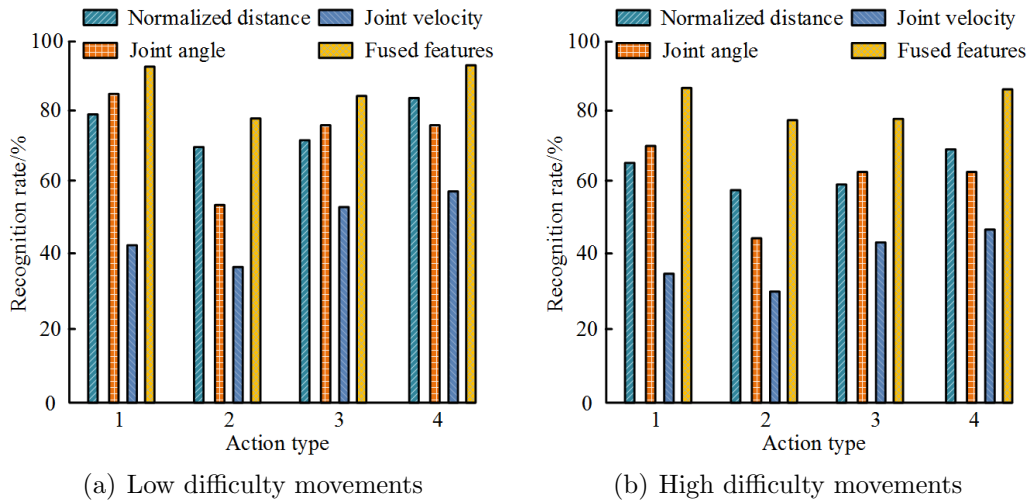 Normalized distance
Joint velocity
Joint angle
Fused features
100
80
60
40
20
0
Recognition rate/%
1 2 3 4
Action type
(a) Low difficulty movements
Normalized distance
Joint velocity
Joint angle
Fused features
100
80
60
40
20
0
Recognition rate/%
1 2 3 4
Action type
(b) High difficulty movements